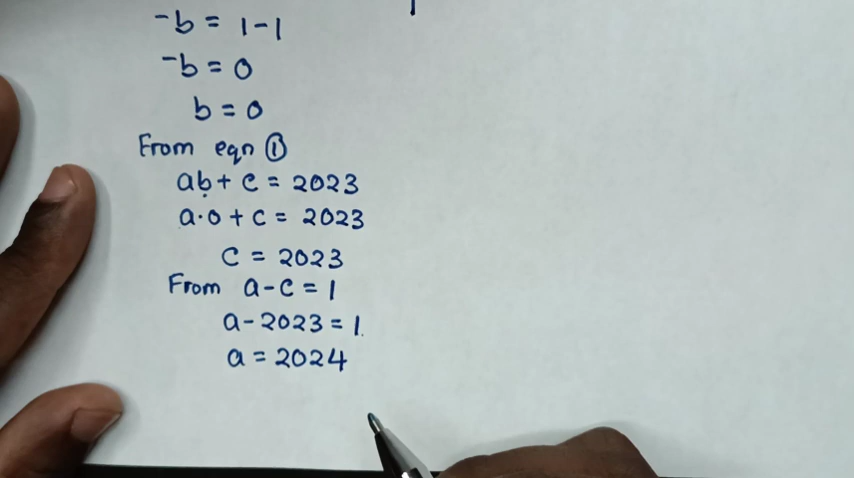 -b = 1-1
-b = 0
b = 0
From eqn ①
ab + c = 2023
a·0 + c = 2023
c = 2023
From a-c = 1
a - 2023 = 1
a = 2024